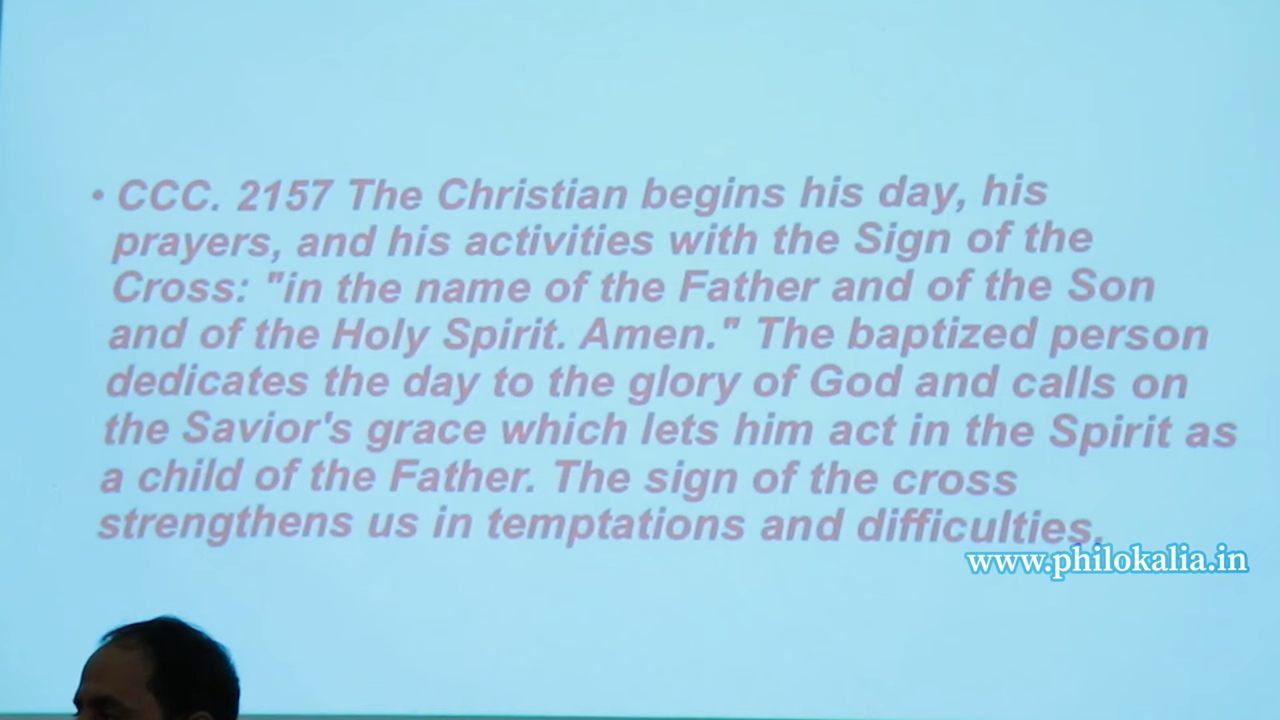 • CCC. 2157 The Christian begins his day, his
prayers, and his activities with the Sign of the
Cross: "in the name of the Father and of the Son
and of the Holy Spirit. Amen." The baptized person
dedicates the day to the glory of God and calls on
the Savior's grace which lets him act in the Spirit as
a child of the Father. The sign of the cross
strengthens us in temptations and difficulties.
www.philokalia.in